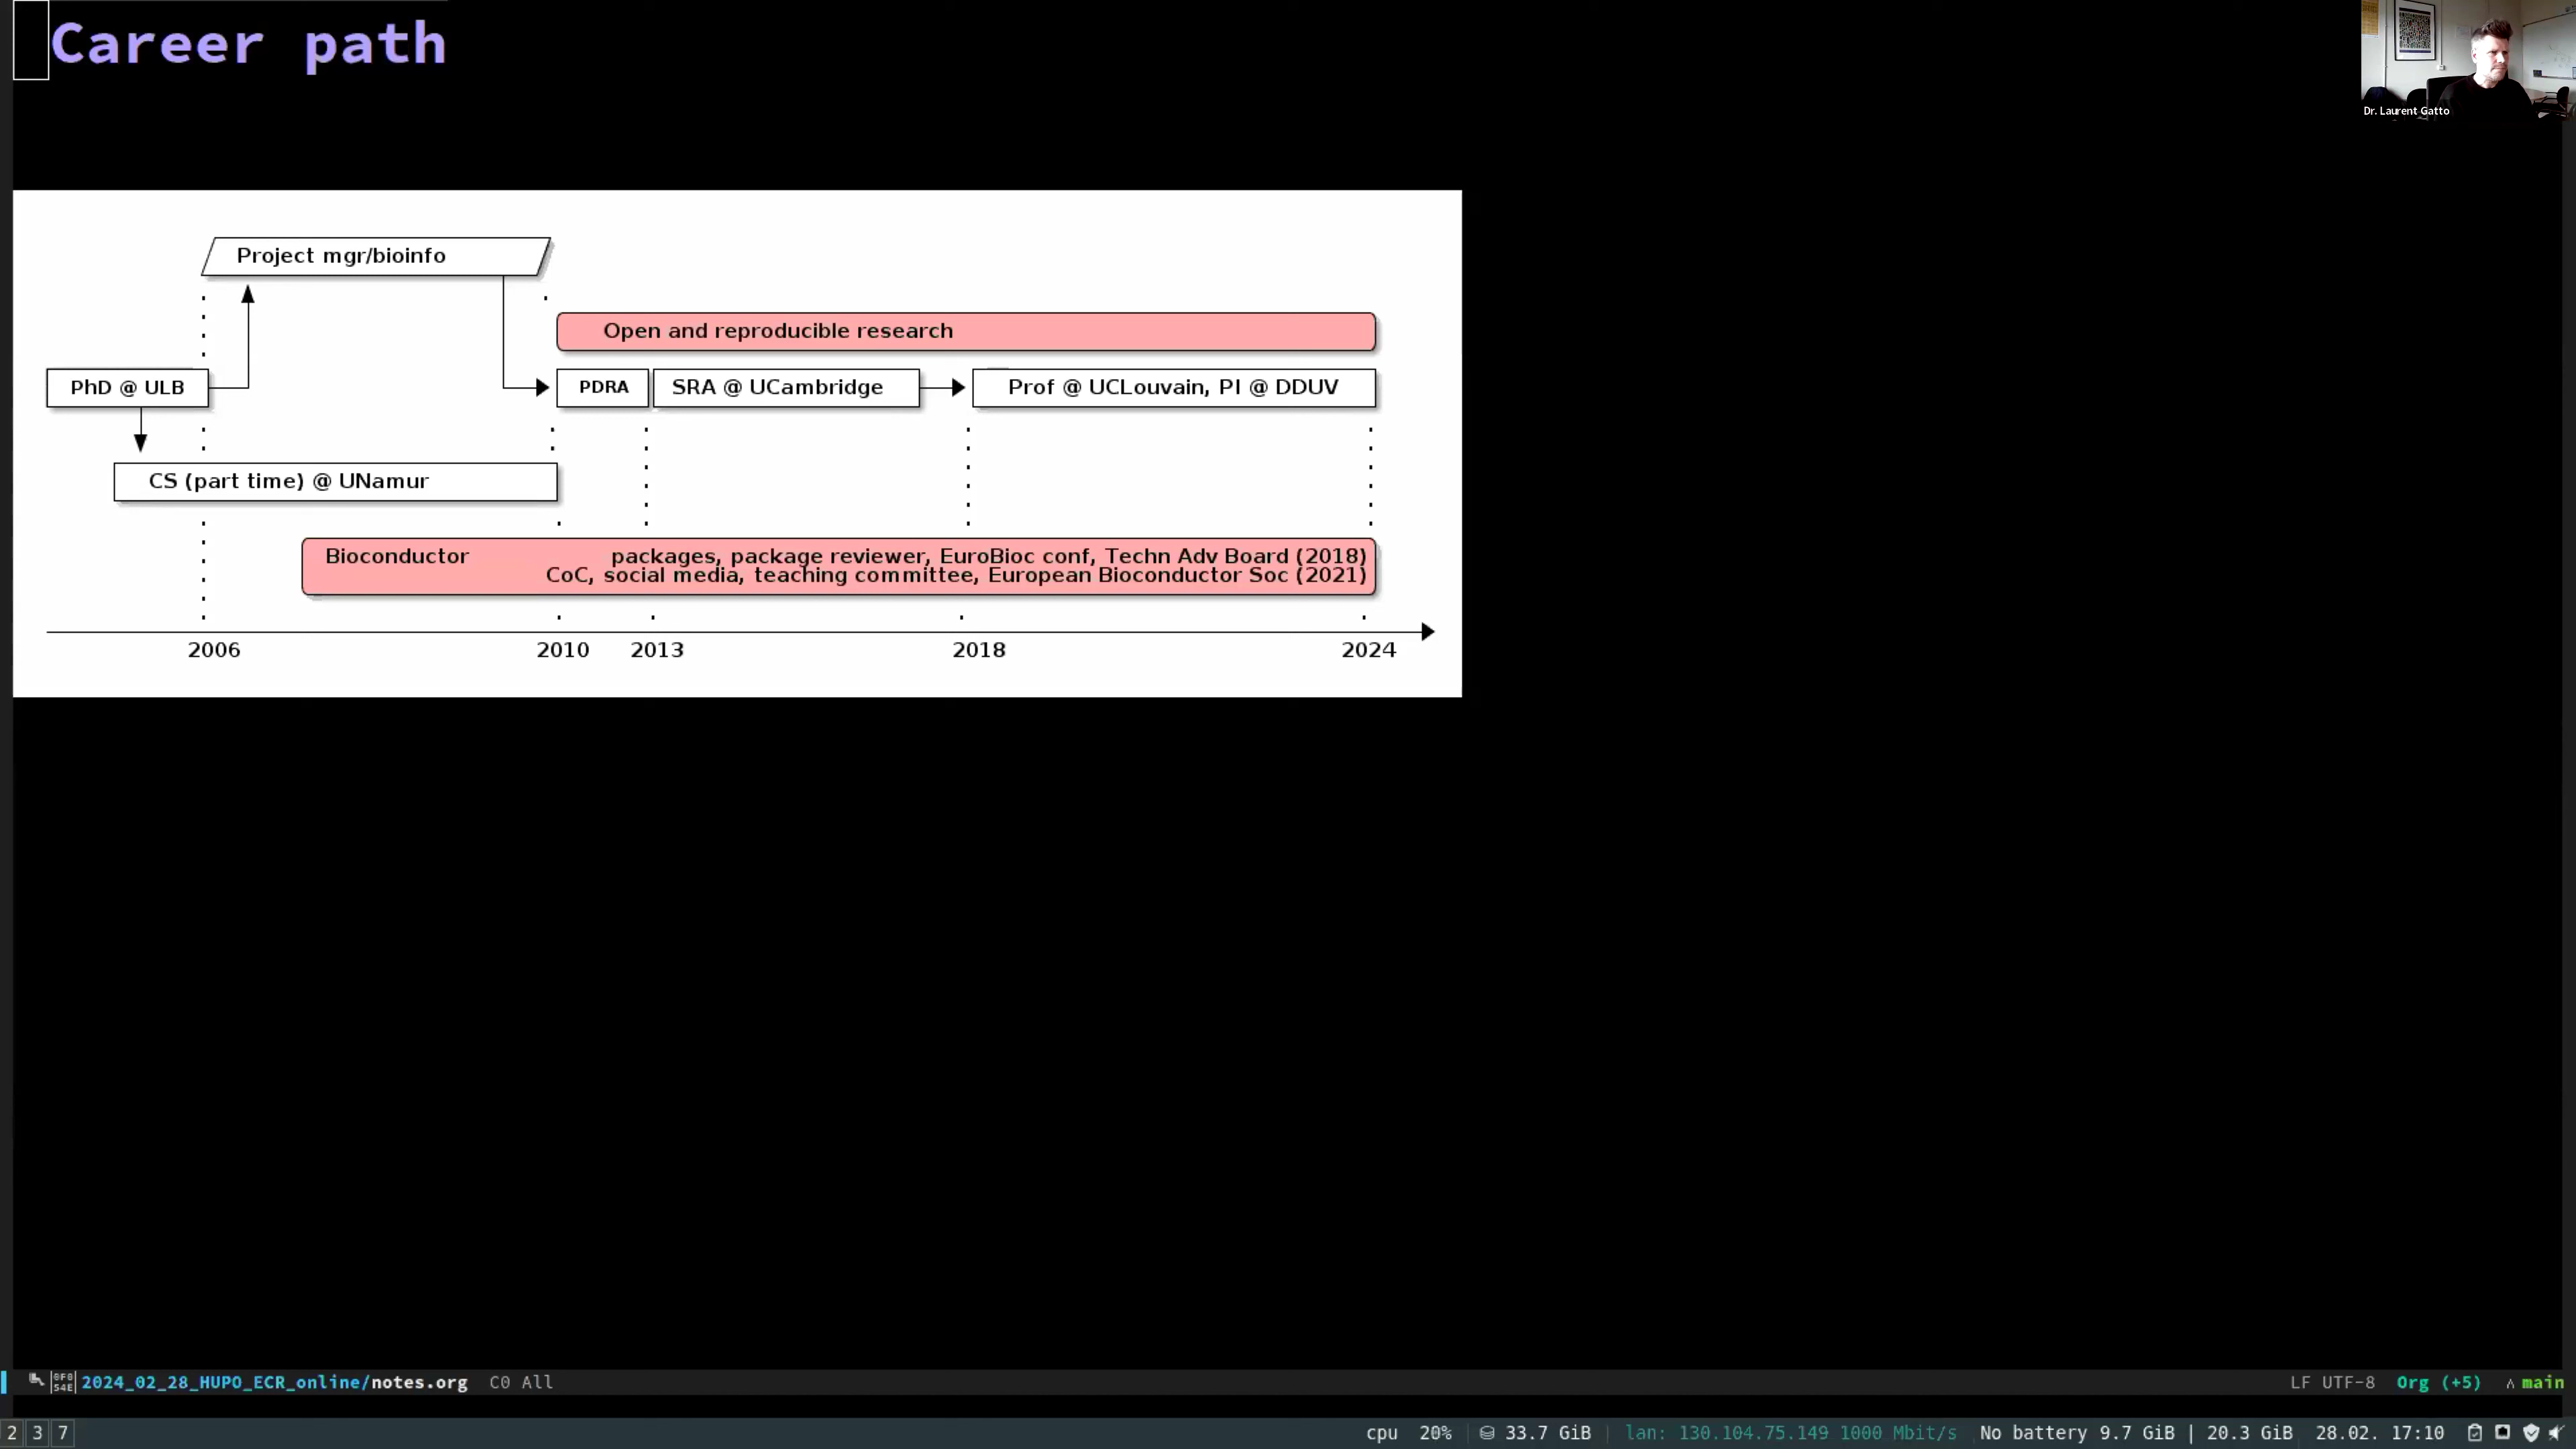 Career path
Dr. Laurent Gatto
Project mgr/bioinfo
Open and reproducible research
PhD @ ULB
PDRA
SRA @ UCambridge
Prof @ UCLouvain, PI @ DDUV
CS (part time) @ UNamur
Bioconductor packages, package reviewer, EuroBioc conf, Techn Adv Board (2018)
CoC, social media, teaching committee, European Bioconductor Soc (2021)
2006 2010 2013 2018 2024
0F0
54E
2024_02_28_HUPO_ECR_online/notes.org C0 All LF UTF-8 Org (+5) main
2 3 7 cpu 20% 33.7 GiB | lan: 130.104.75.149 1000 Mbit/s No battery 9.7 GiB | 20.3 GiB 28.02. 17:10